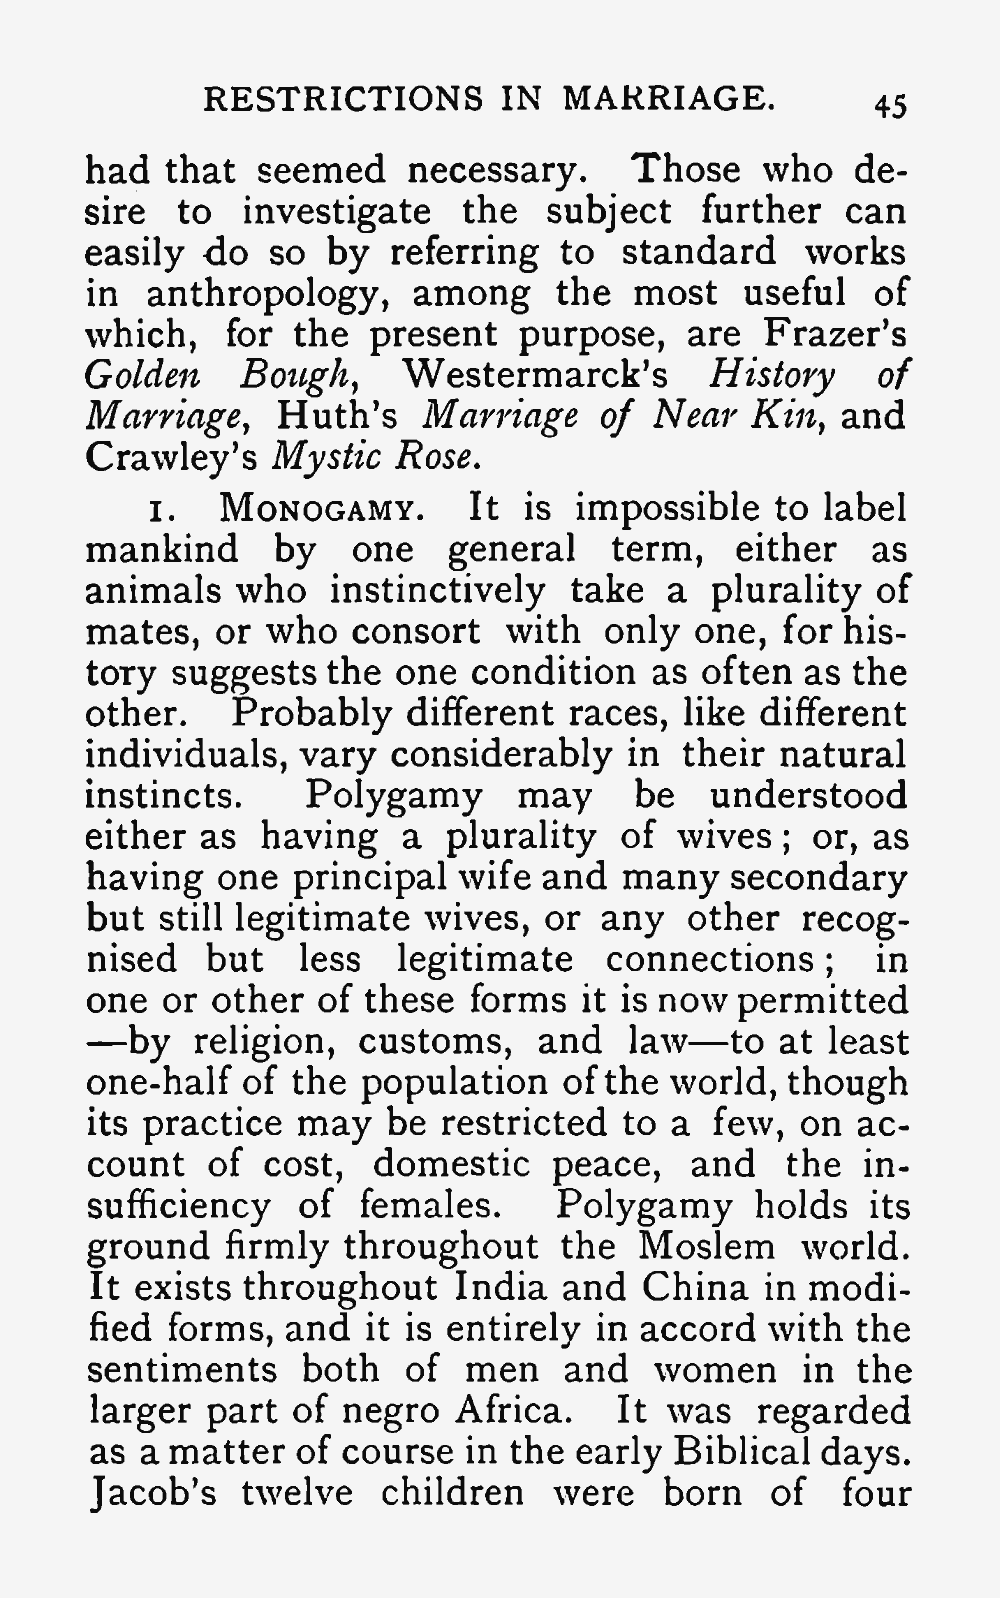 RESTRICTIONS IN MARRIAGE. 45
had that seemed necessary. Those who de-
sire to investigate the subject further can
easily do so by referring to standard works
in anthropology, among the most useful of
which, for the present purpose, are Frazer's
Golden Bough, Westermarck's History of
Marriage, Huth's Marriage of Near Kin, and
Crawley's Mystic Rose.
1. MONOGAMY. It is impossible to label
mankind by one general term, either as
animals who instinctively take a plurality of
mates, or who consort with only one, for his-
tory suggests the one condition as often as the
other. Probably different races, like different
individuals, vary considerably in their natural
instincts. Polygamy may be understood
either as having a plurality of wives; or, as
having one principal wife and many secondary
but still legitimate wives, or any other recog-
nised but less legitimate connections; in
one or other of these forms it is now permitted
—by religion, customs, and law—to at least
one-half of the population of the world, though
its practice may be restricted to a few, on ac-
count of cost, domestic peace, and the in-
sufficiency of females. Polygamy holds its
ground firmly throughout the Moslem world.
It exists throughout India and China in modi-
fied forms, and it is entirely in accord with the
sentiments both of men and women in the
larger part of negro Africa. It was regarded
as a matter of course in the early Biblical days.
Jacob's twelve children were born of four